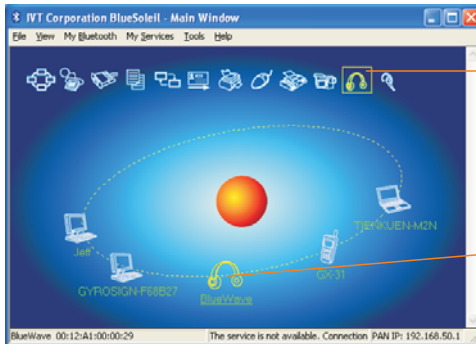 IVT Corporation BlueSoleil - Main Window
File View My Bluetooth My Services Tools Help
TJEFKUEN-M2N
Jeff
GX-31
GYROSIGN-F68B27
BlueWave
BlueWave 00:12:A1:00:00:29 The service is not available. Connection PAN IP: 192.168.50.1